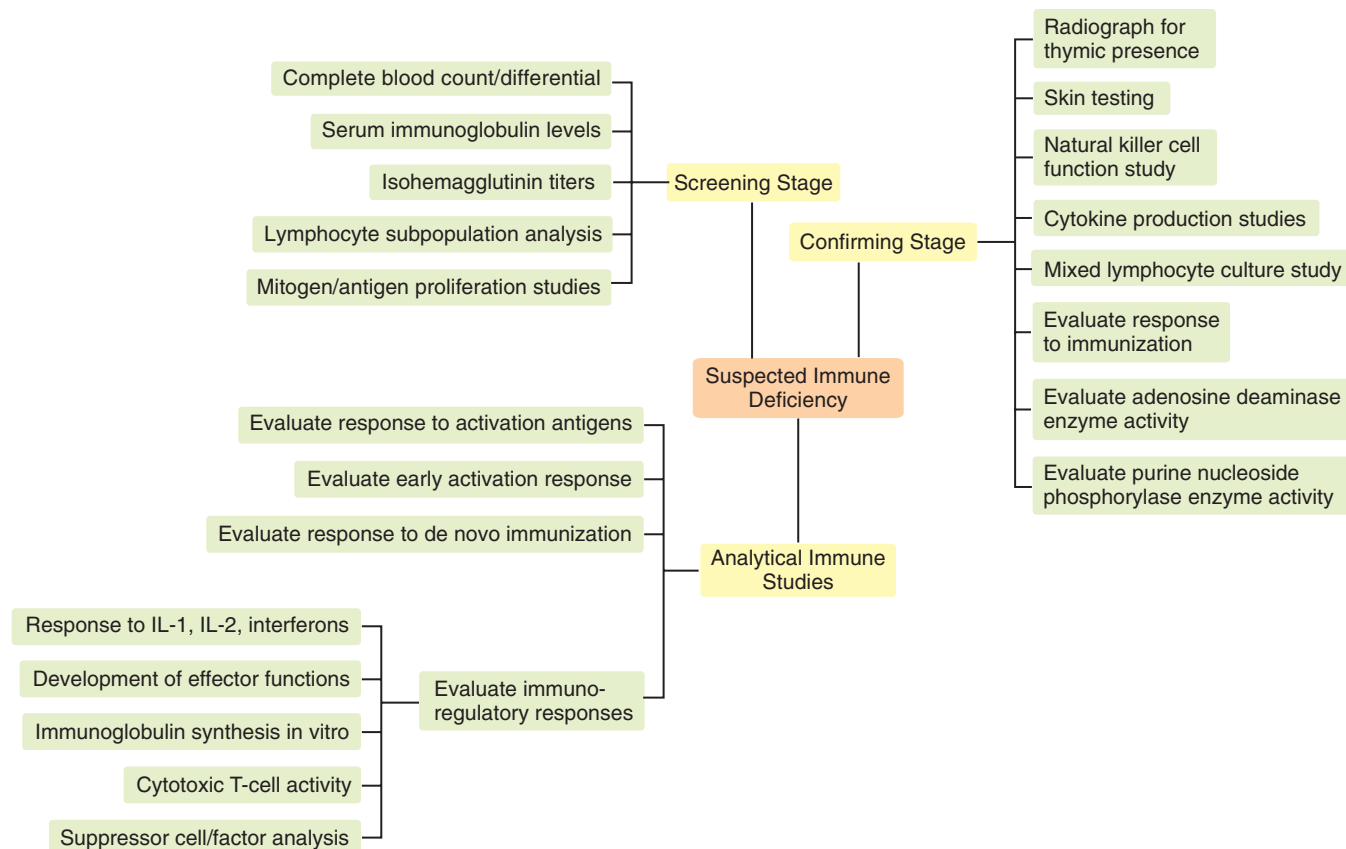 Complete blood count/differential
Serum immunoglobulin levels
Isohemagglutinin titers
Lymphocyte subpopulation analysis
Mitogen/antigen proliferation studies
Screening Stage
Confirming Stage
Radiograph for
thymic presence
Skin testing
Natural killer cell
function study
Cytokine production studies
Mixed lymphocyte culture study
Evaluate response
to immunization
Evaluate adenosine deaminase
enzyme activity
Evaluate purine nucleoside
phosphorylase enzyme activity
Suspected Immune
Deficiency
Evaluate response to activation antigens
Evaluate early activation response
Evaluate response to de novo immunization
Analytical Immune
Studies
Evaluate immuno-
regulatory responses
Response to IL-1, IL-2, interferons
Development of effector functions
Immunoglobulin synthesis in vitro
Cytotoxic T-cell activity
Suppressor cell/factor analysis